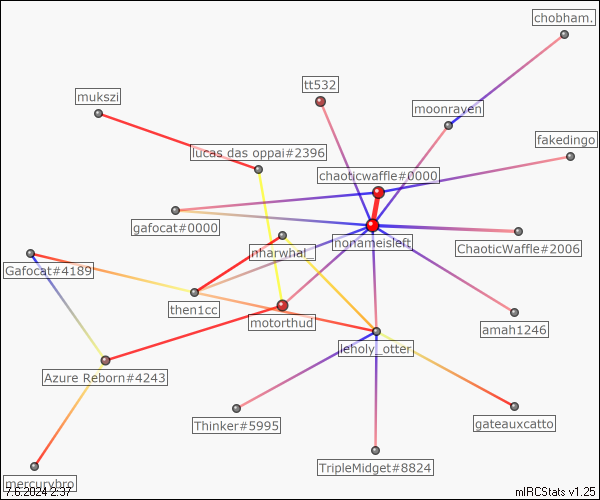 chobham.
tt532
mukszi
moonraven
fakedingo
lucas das oppai#2396
chaoticwaffle#0000
gafocat#0000
nonameisleft
ChaoticWaffle#2006
nharwhal_
Gafocat#4189
then1cc
motorthud
amah1246
leholy_otter
Azure Reborn#4243
Thinker#5995
gateauxcatto
TripleMidget#8824
mercurybro
7.6.2024 2:37
mIRCStats v1.25